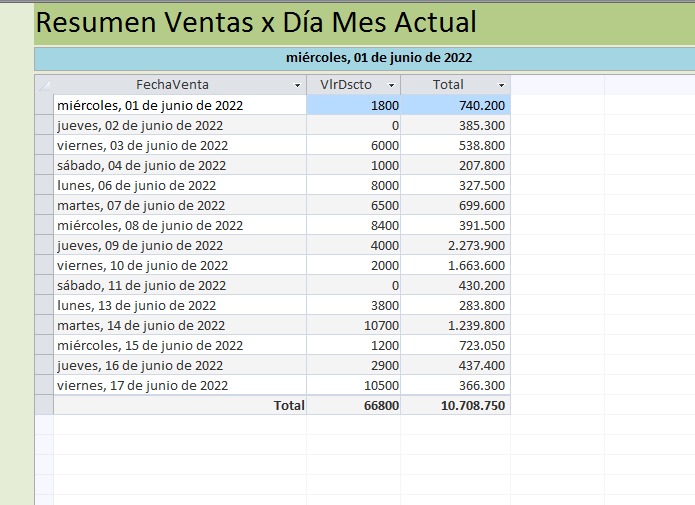 Resumen Ventas x Día Mes Actual
miércoles, 01 de junio de 2022
FechaVenta VlrDscto Total
miércoles, 01 de junio de 2022 1800 740.200
jueves, 02 de junio de 2022 0 385.300
viernes, 03 de junio de 2022 6000 538.800
sábado, 04 de junio de 2022 1000 207.800
lunes, 06 de junio de 2022 8000 327.500
martes, 07 de junio de 2022 6500 699.600
miércoles, 08 de junio de 2022 8400 391.500
jueves, 09 de junio de 2022 4000 2.273.900
viernes, 10 de junio de 2022 2000 1.663.600
sábado, 11 de junio de 2022 0 430.200
lunes, 13 de junio de 2022 3800 283.800
martes, 14 de junio de 2022 10700 1.239.800
miércoles, 15 de junio de 2022 1200 723.050
jueves, 16 de junio de 2022 2900 437.400
viernes, 17 de junio de 2022 10500 366.300
Total 66800 10.708.750